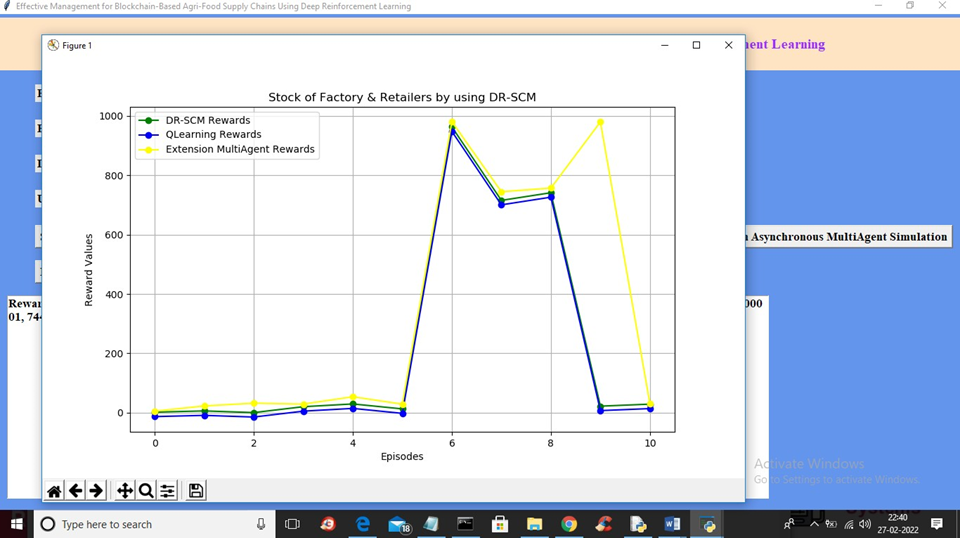 Effective Management for Blockchain-Based Agri-Food Supply Chains Using Deep Reinforcement Learning
Learning
Figure 1
Stock of Factory & Retailers by using DR-SCM
DR-SCM Rewards
QLearning Rewards
Extension MultiAgent Rewards
1000
800
600
400
200
0
Reward Values
0 2 4 6 8 10
Episodes
Asynchronous MultiAgent Simulation
000
01, 74
Activate Windows
Go to Settings to activate Windows.
Type here to search
18
22:40
27-02-2022